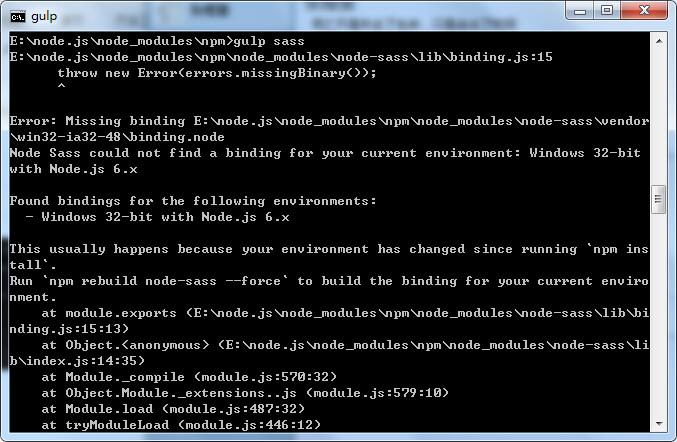 gulp
E:\node.js\node_modules\npm>gulp sass
E:\node.js\node_modules\npm\node_modules\node-sass\lib\binding.js:15
      throw new Error(errors.missingBinary());
      ^
Error: Missing binding E:\node.js\node_modules\npm\node_modules\node-sass\vendor
\win32-ia32-48\binding.node
Node Sass could not find a binding for your current environment: Windows 32-bit
with Node.js 6.x
Found bindings for the following environments:
  - Windows 32-bit with Node.js 6.x
This usually happens because your environment has changed since running `npm ins
tall`.
Run `npm rebuild node-sass --force` to build the binding for your current enviro
nment.
    at module.exports (E:\node.js\node_modules\npm\node_modules\node-sass\lib\bi
nding.js:15:13)
    at Object.<anonymous> (E:\node.js\node_modules\npm\node_modules\node-sass\li
b\index.js:14:35)
    at Module._compile (module.js:570:32)
    at Object.Module._extensions..js (module.js:579:10)
    at Module.load (module.js:487:32)
    at tryModuleLoad (module.js:446:12)